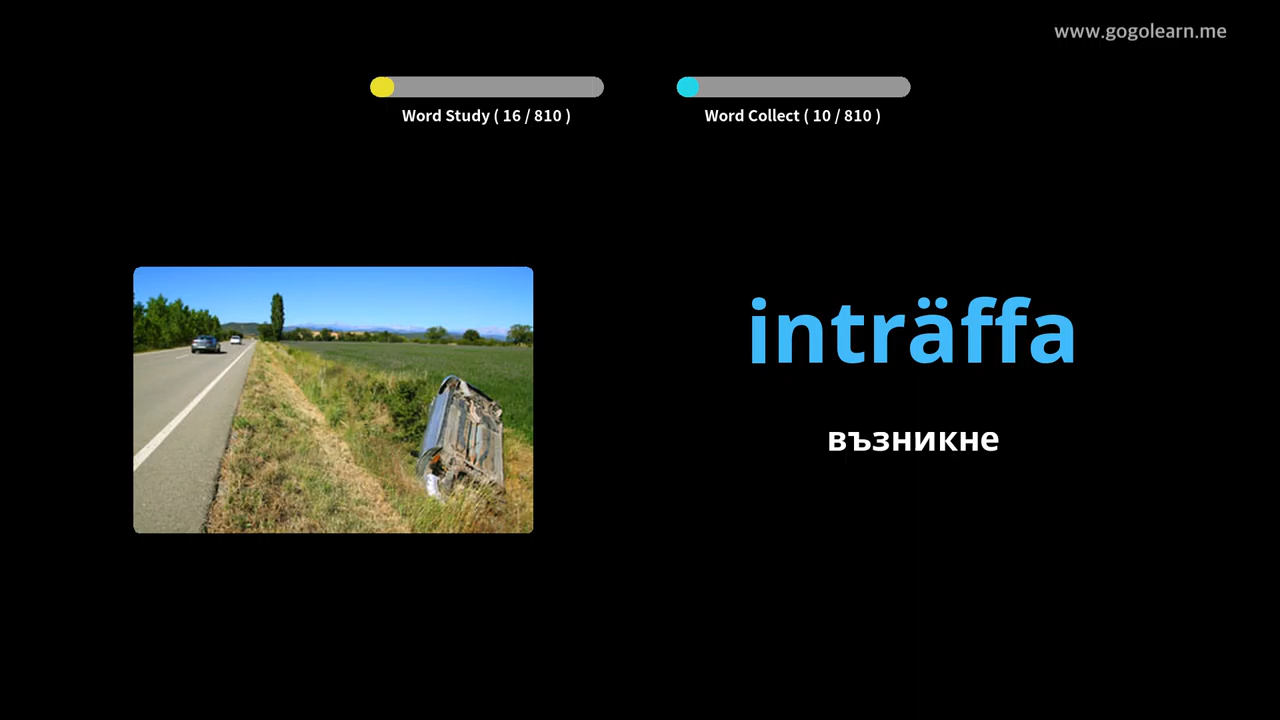 www.gogolearn.me
Word Study ( 16 / 810 )
Word Collect ( 10 / 810 )
inträffa
възникне